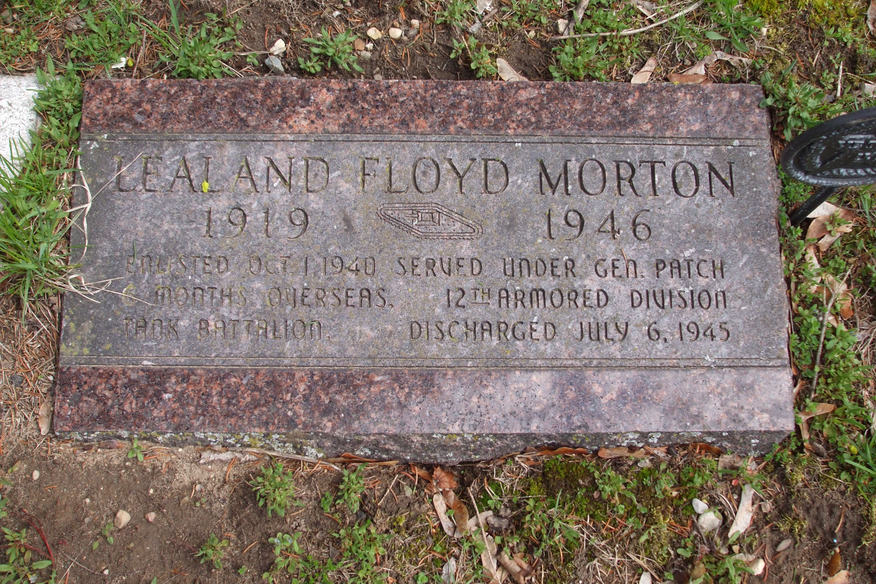 LEALAND FLOYD MORTON
1919 1946
ENLISTED OCT. 1, 1940 SERVED UNDER GEN. PATCH
MONTHS OVERSEAS. 12TH ARMORED DIVISION
TANK BATTALION. DISCHARGED JULY 6, 1945